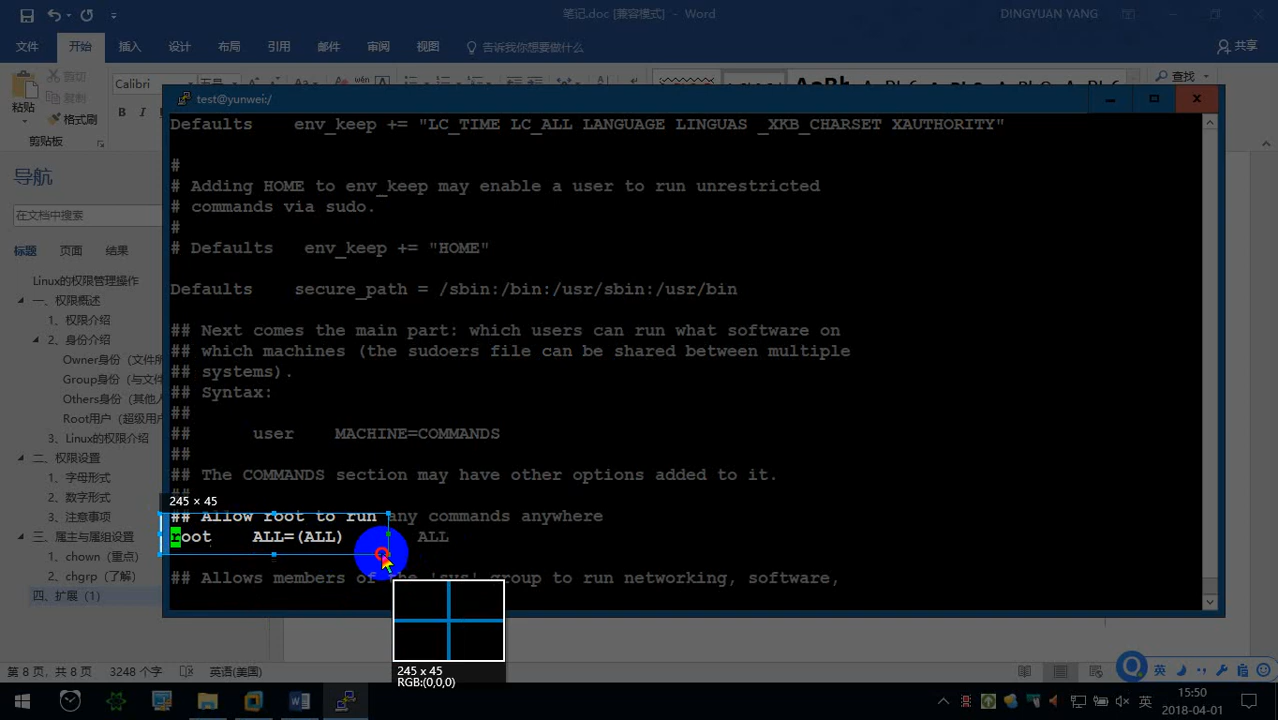 笔记.doc [兼容模式] - Word
DINGYUAN YANG
文件
开始
插入
设计
布局
引用
邮件
审阅
视图
告诉我你想要做什么
共享
粘贴
剪切
复制
格式刷
剪贴板
Calibri
五号
查找
导航
在文档中搜索
标题
页面
结果
Linux的权限管理操作
一、权限概述
1、权限介绍
2、身份介绍
Owner身份（文件所
Group身份（与文件
Others身份（其他人
Root用户（超级用户
3、Linux的权限介绍
二、权限设置
1、字母形式
2、数字形式
3、注意事项
三、属主与属组设置
1、chown（重点）
2、chgrp（了解）
四、扩展（1）
test@yunwei:/
Defaults    env_keep += "LC_TIME LC_ALL LANGUAGE LINGUAS _XKB_CHARSET XAUTHORITY"
#
# Adding HOME to env_keep may enable a user to run unrestricted
# commands via sudo.
#
# Defaults   env_keep += "HOME"
Defaults    secure_path = /sbin:/bin:/usr/sbin:/usr/bin
## Next comes the main part: which users can run what software on
## which machines (the sudoers file can be shared between multiple
## systems).
## Syntax:
##
##      user    MACHINE=COMMANDS
##
## The COMMANDS section may have other options added to it.
##
## Allow root to run any commands anywhere
root    ALL=(ALL)       ALL
## Allows members of the 'sys' group to run networking, software,
245 × 45
245 x 45
RGB:(0,0,0)
第 8 页，共 8 页
3248 个字
英语(美国)
英
英
15:50
2018-04-01